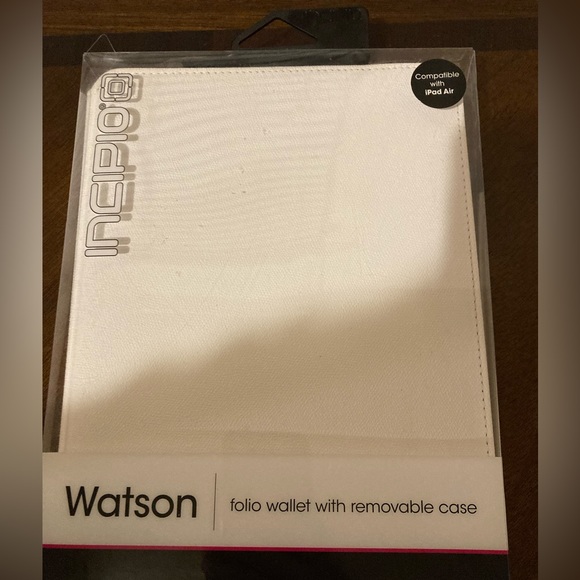 INCIPIO
Compatible
with
iPad Air
Watson
folio wallet with removable case